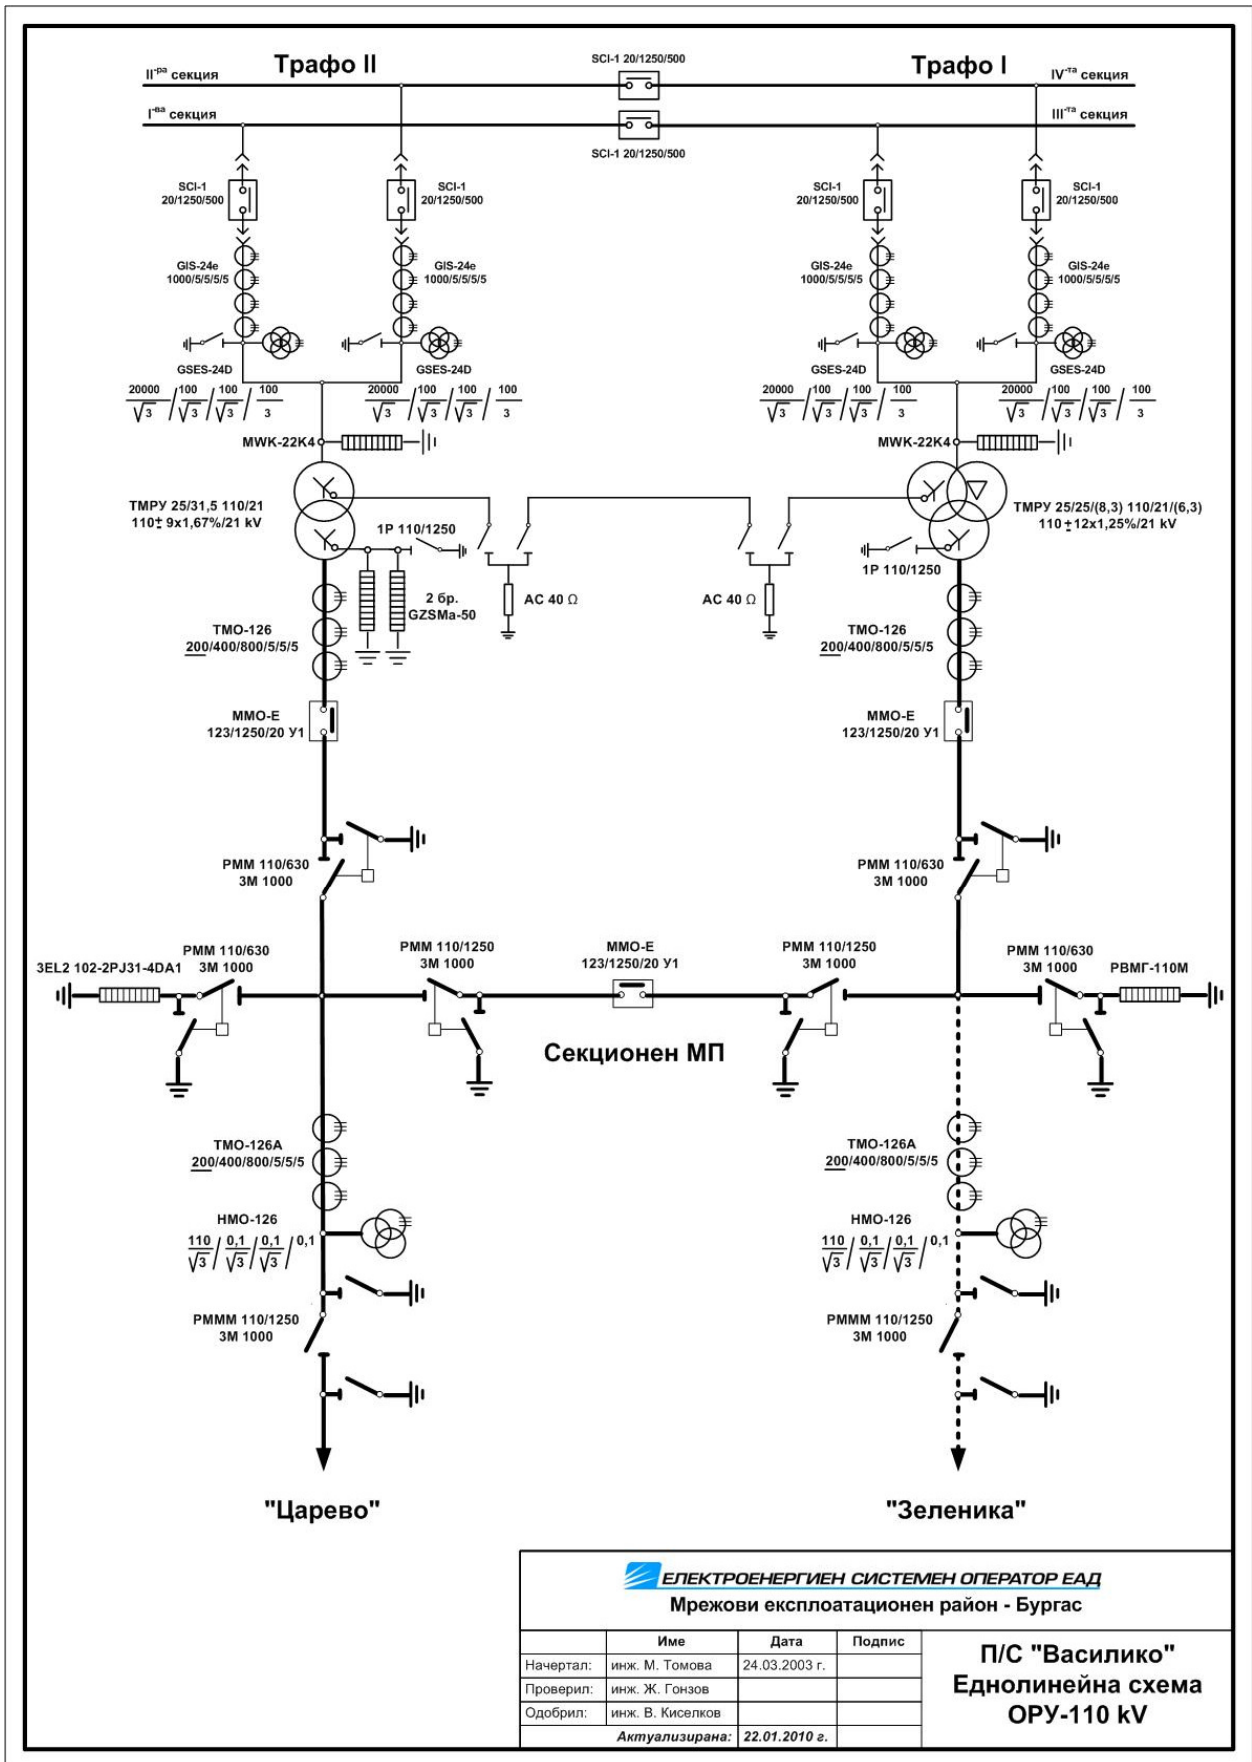 Трафо II
SCI-1 20/1250/500
Трафо I
II-ра секция
IV-та секция
I-ва секция
III-та секция
SCI-1 20/1250/500
SCI-1
20/1250/500
SCI-1
20/1250/500
SCI-1
20/1250/500
SCI-1
20/1250/500
GIS-24e
1000/5/5/5/5
GIS-24e
1000/5/5/5/5
GIS-24e
1000/5/5/5/5
GIS-24e
1000/5/5/5/5
GSES-24D
GSES-24D
GSES-24D
GSES-24D
20000/√3 / 100/√3 / 100/√3 / 100/3
20000/√3 / 100/√3 / 100/√3 / 100/3
20000/√3 / 100/√3 / 100/√3 / 100/3
20000/√3 / 100/√3 / 100/√3 / 100/3
MWK-22K4
MWK-22K4
ТМРУ 25/31,5 110/21
110± 9x1,67%/21 kV
ТМРУ 25/25/(8,3) 110/21/(6,3)
110 ±12x1,25%/21 kV
1P 110/1250
1P 110/1250
2 бр.
GZSMa-50
АС 40 Ω
АС 40 Ω
ТМО-126
200/400/800/5/5/5
ТМО-126
200/400/800/5/5/5
ММО-Е
123/1250/20 У1
ММО-Е
123/1250/20 У1
РММ 110/630
3М 1000
РММ 110/630
3М 1000
3EL2 102-2PJ31-4DA1
РММ 110/630
3М 1000
РММ 110/1250
3М 1000
ММО-Е
123/1250/20 У1
РММ 110/1250
3М 1000
РММ 110/630
3М 1000
РВМГ-110М
Секционен МП
ТМО-126А
200/400/800/5/5/5
ТМО-126А
200/400/800/5/5/5
НМО-126
110/√3 / 0,1/√3 / 0,1/√3 / 0,1
НМО-126
110/√3 / 0,1/√3 / 0,1/√3 / 0,1
РМММ 110/1250
3М 1000
РМММ 110/1250
3М 1000
"Царево"
"Зеленика"
ЕЛЕКТРОЕНЕРГИЕН СИСТЕМЕН ОПЕРАТОР ЕАД
Мрежови експлоатационен район - Бургас
Име Дата Подпис
Начертал: инж. М. Томова 24.03.2003 г.
Проверил: инж. Ж. Гонзов
Одобрил: инж. В. Киселков
Актуализирана: 22.01.2010 г.
П/С "Василико"
Еднолинейна схема
ОРУ-110 kV